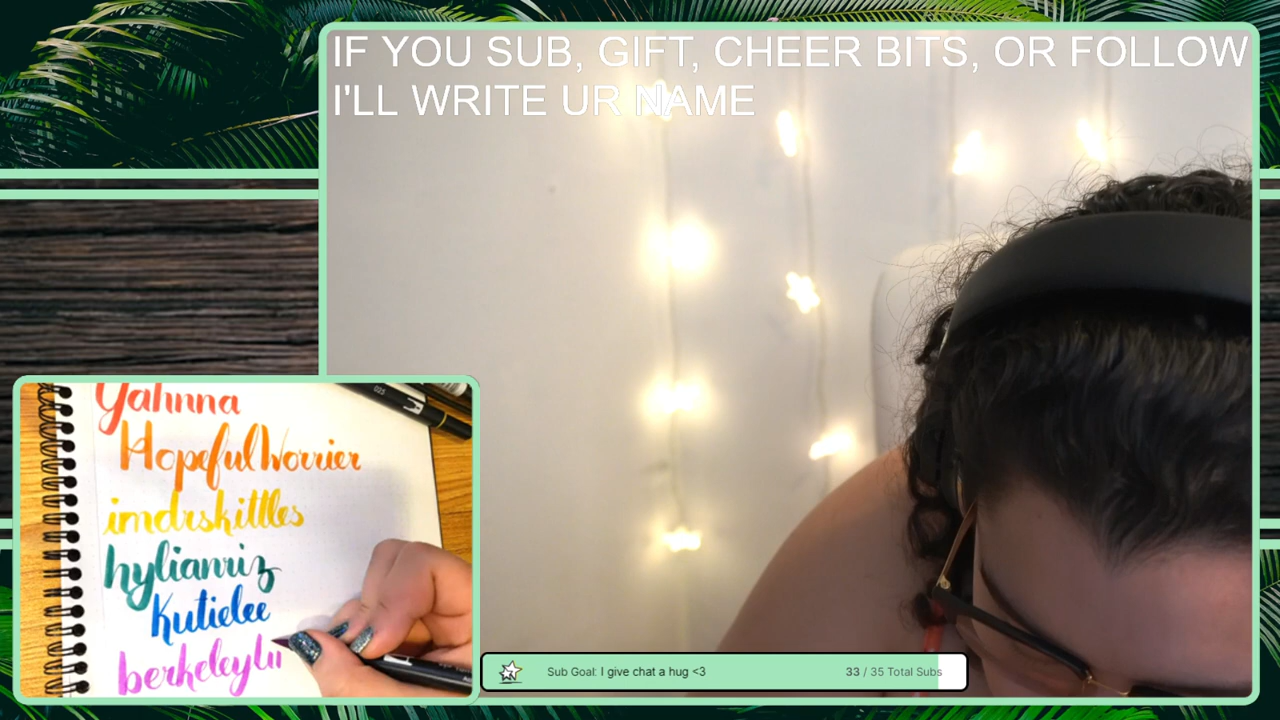 IF YOU SUB, GIFT, CHEER BITS, OR FOLLOW
I'LL WRITE UR NAME
Yahnna
HopefulWorrier
imdrskittles
hylianriz
Kutielee
berkeleylu
Sub Goal: I give chat a hug <3
33 / 35 Total Subs